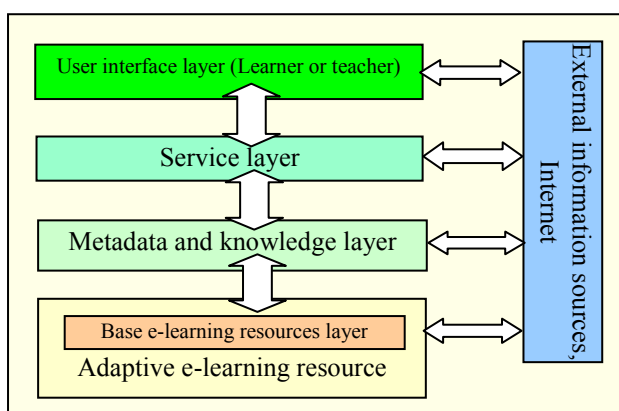 User interface layer (Learner or teacher)
Service layer
Metadata and knowledge layer
Base e-learning resources layer
Adaptive e-learning resource
External information sources,
Internet